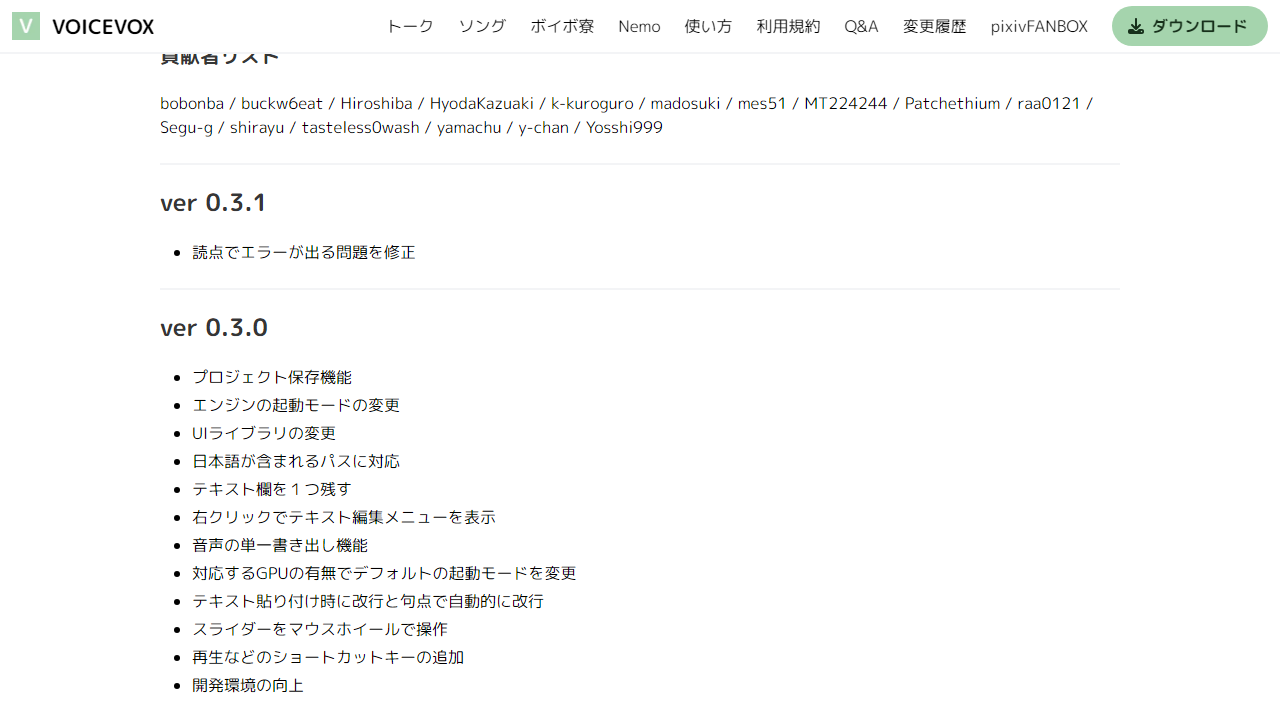 V VOICEVOX トーク ソング ボイボ寮 Nemo 使い方 利用規約 Q&A 変更履歴 pixivFANBOX ダウンロード
貢献者リスト
bobonba / buckw6eat / Hiroshiba / HyodaKazuaki / k-kuroguro / madosuki / mes51 / MT224244 / Patchethium / raa0121 /
Segu-g / shirayu / tasteless0wash / yamachu / y-chan / Yosshi999
ver 0.3.1
• 読点でエラーが出る問題を修正
ver 0.3.0
• プロジェクト保存機能
• エンジンの起動モードの変更
• UIライブラリの変更
• 日本語が含まれるパスに対応
• テキスト欄を１つ残す
• 右クリックでテキスト編集メニューを表示
• 音声の単一書き出し機能
• 対応するGPUの有無でデフォルトの起動モードを変更
• テキスト貼り付け時に改行と句点で自動的に改行
• スライダーをマウスホイールで操作
• 再生などのショートカットキーの追加
• 開発環境の向上